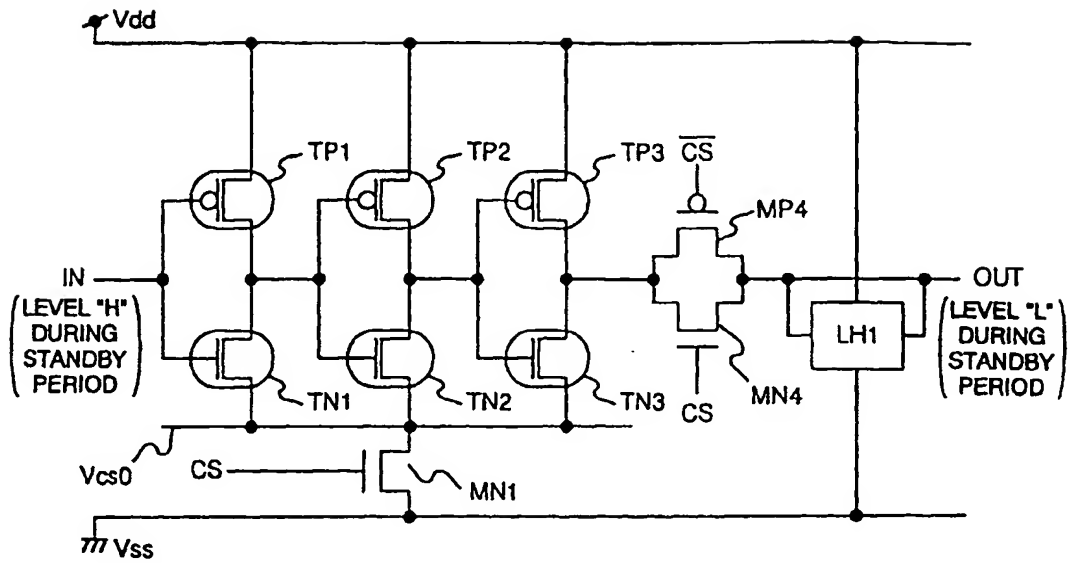 Vdd
TP1
TP2
TP3
CS
MP4
IN
(LEVEL "H"
DURING
STANDBY
PERIOD)
OUT
(LEVEL "L"
DURING
STANDBY
PERIOD)
LH1
TN1
TN2
TN3
CS
MN4
Vcs0
CS
MN1
Vss